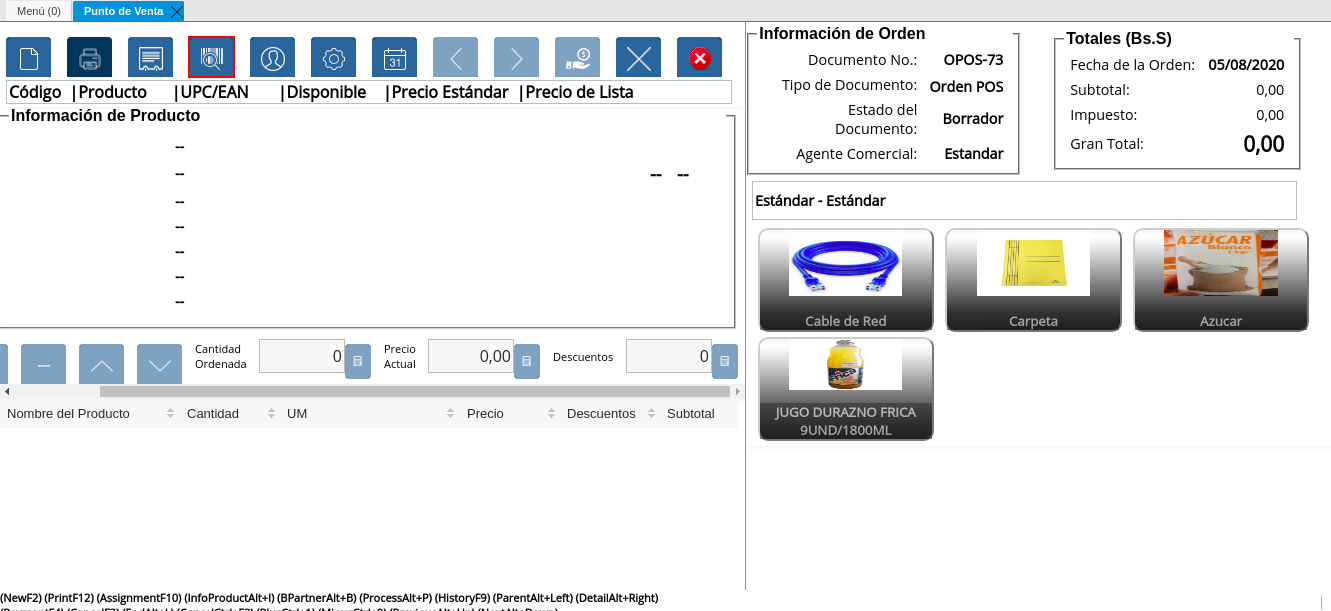 Menú (0)
Punto de Venta
31
Código |Producto |UPC/EAN |Disponible |Precio Estándar |Precio de Lista
Información de Producto
--
-- -- --
--
--
--
--
--
Cantidad Ordenada 0
Precio Actual 0,00
Descuentos 0
Nombre del Producto Cantidad UM Precio Descuentos Subtotal
(NewF2) (PrintF12) (AssignmentF10) (InfoProductAlt+I) (BPartnerAlt+B) (ProcessAlt+P) (HistoryF9) (ParentAlt+Left) (DetailAlt+Right)
Información de Orden
Documento No.: OPOS-73
Tipo de Documento: Orden POS
Estado del
Documento: Borrador
Agente Comercial: Estandar
Totales (Bs.S)
Fecha de la Orden: 05/08/2020
Subtotal: 0,00
Impuesto: 0,00
Gran Total: 0,00
Estándar - Estándar
Cable de Red
Carpeta
AZÚCAR
Blanco
Azucar
JUGO DURAZNO FRICA
9UND/1800ML